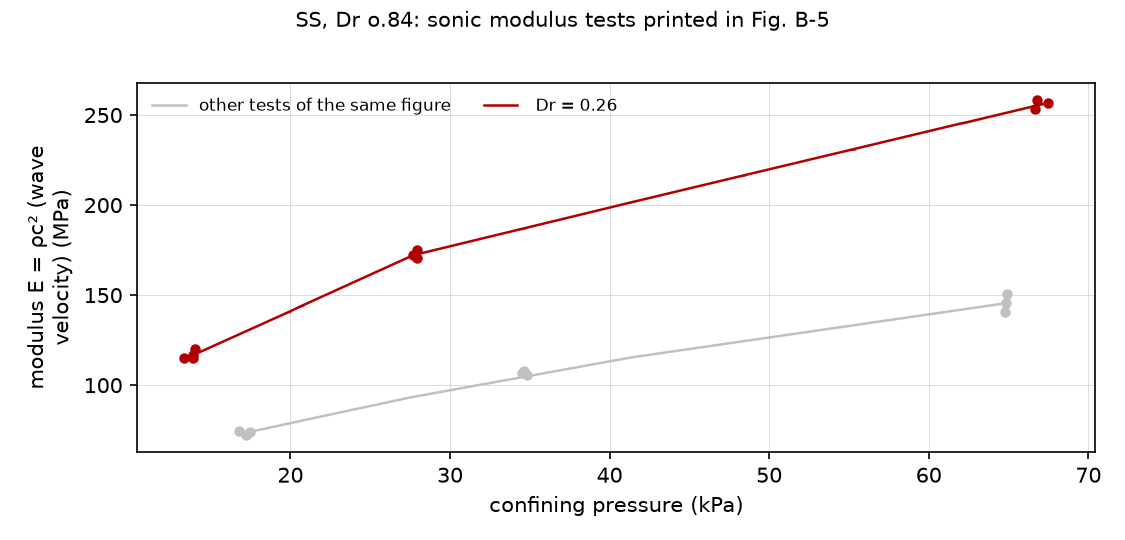 SS, Dr o.84: sonic modulus tests printed in Fig. B-5
other tests of the same figure
Dr = 0.26
modulus E = ρc² (wave
velocity) (MPa)
250
200
150
100
20
30
40
50
60
70
confining pressure (kPa)